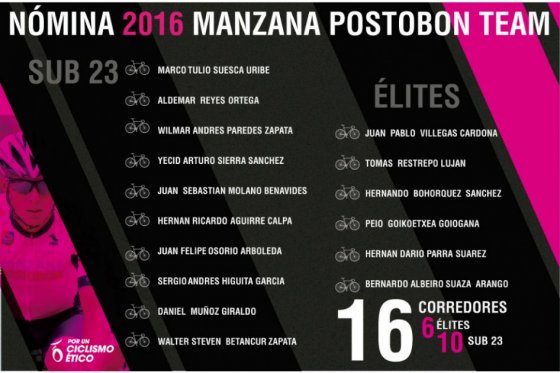 NÓMINA 2016 MANZANA POSTOBON TEAM
SUB 23
MARCO TULIO SUESCA URIBE
ALDEMAR REYES ORTEGA
WILMAR ANDRES PAREDES ZAPATA
YECID ARTURO SIERRA SANCHEZ
JUAN SEBASTIAN MOLANO BENAVIDES
HERNAN RICARDO AGUIRRE CALPA
JUAN FELIPE OSORIO ARBOLEDA
SERGIO ANDRES HIGUITA GARCIA
DANIEL MUÑOZ GIRALDO
WALTER STEVEN BETANCUR ZAPATA
ÉLITES
JUAN PABLO VILLEGAS CARDONA
TOMAS RESTREPO LUJAN
HERNANDO BOHORQUEZ SANCHEZ
PEIO GOIKOETXEA GOIOGANA
HERNAN DARIO PARRA SUAREZ
BERNARDO ALBEIRO SUAZA ARANGO
16 CORREDORES
6 ÉLITES
10 SUB 23
POR UN
CICLISMO
ÉTICO